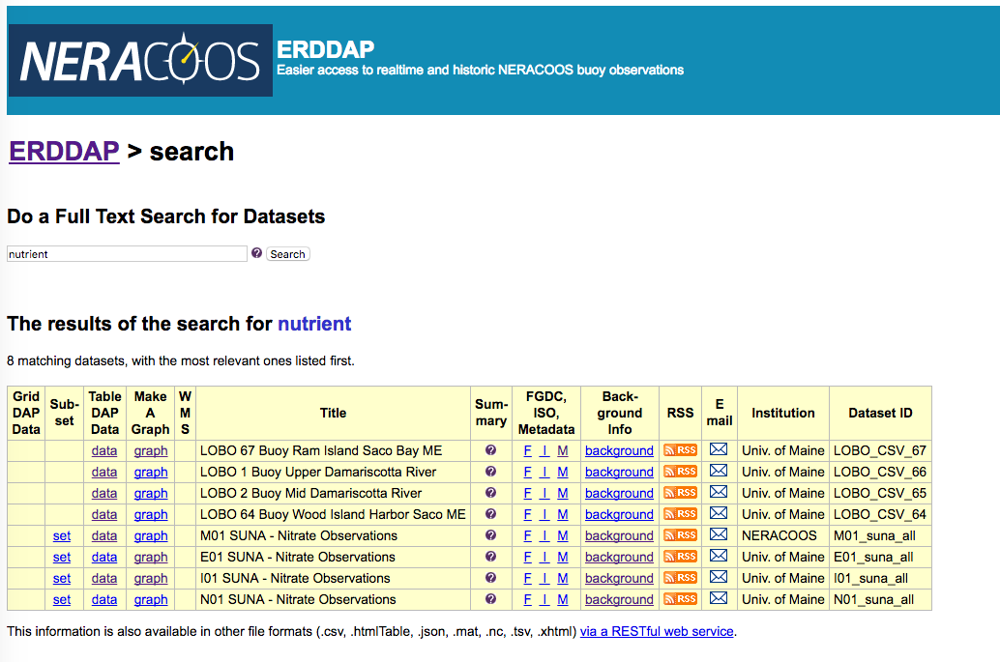 NERACOOS
ERDDAP
Easier access to realtime and historic NERACOOS buoy observations
ERDDAP > search
Do a Full Text Search for Datasets
nutrient ? Search
The results of the search for nutrient
8 matching datasets, with the most relevant ones listed first.
Grid DAP Data Sub-set Table DAP Data Make A Graph W M S Title Sum-mary FGDC, ISO, Metadata Back-ground Info RSS E mail Institution Dataset ID
data graph LOBO 67 Buoy Ram Island Saco Bay ME ? F I M background RSS Univ. of Maine LOBO_CSV_67
data graph LOBO 1 Buoy Upper Damariscotta River ? F I M background RSS Univ. of Maine LOBO_CSV_66
data graph LOBO 2 Buoy Mid Damariscotta River ? F I M background RSS Univ. of Maine LOBO_CSV_65
data graph LOBO 64 Buoy Wood Island Harbor Saco ME ? F I M background RSS Univ. of Maine LOBO_CSV_64
set data graph M01 SUNA - Nitrate Observations ? F I M background RSS NERACOOS M01_suna_all
set data graph E01 SUNA - Nitrate Observations ? F I M background RSS Univ. of Maine E01_suna_all
set data graph I01 SUNA - Nitrate Observations ? F I M background RSS Univ. of Maine I01_suna_all
set data graph N01 SUNA - Nitrate Observations ? F I M background RSS Univ. of Maine N01_suna_all
This information is also available in other file formats (.csv, .htmlTable, .json, .mat, .nc, .tsv, .xhtml) via a RESTful web service.